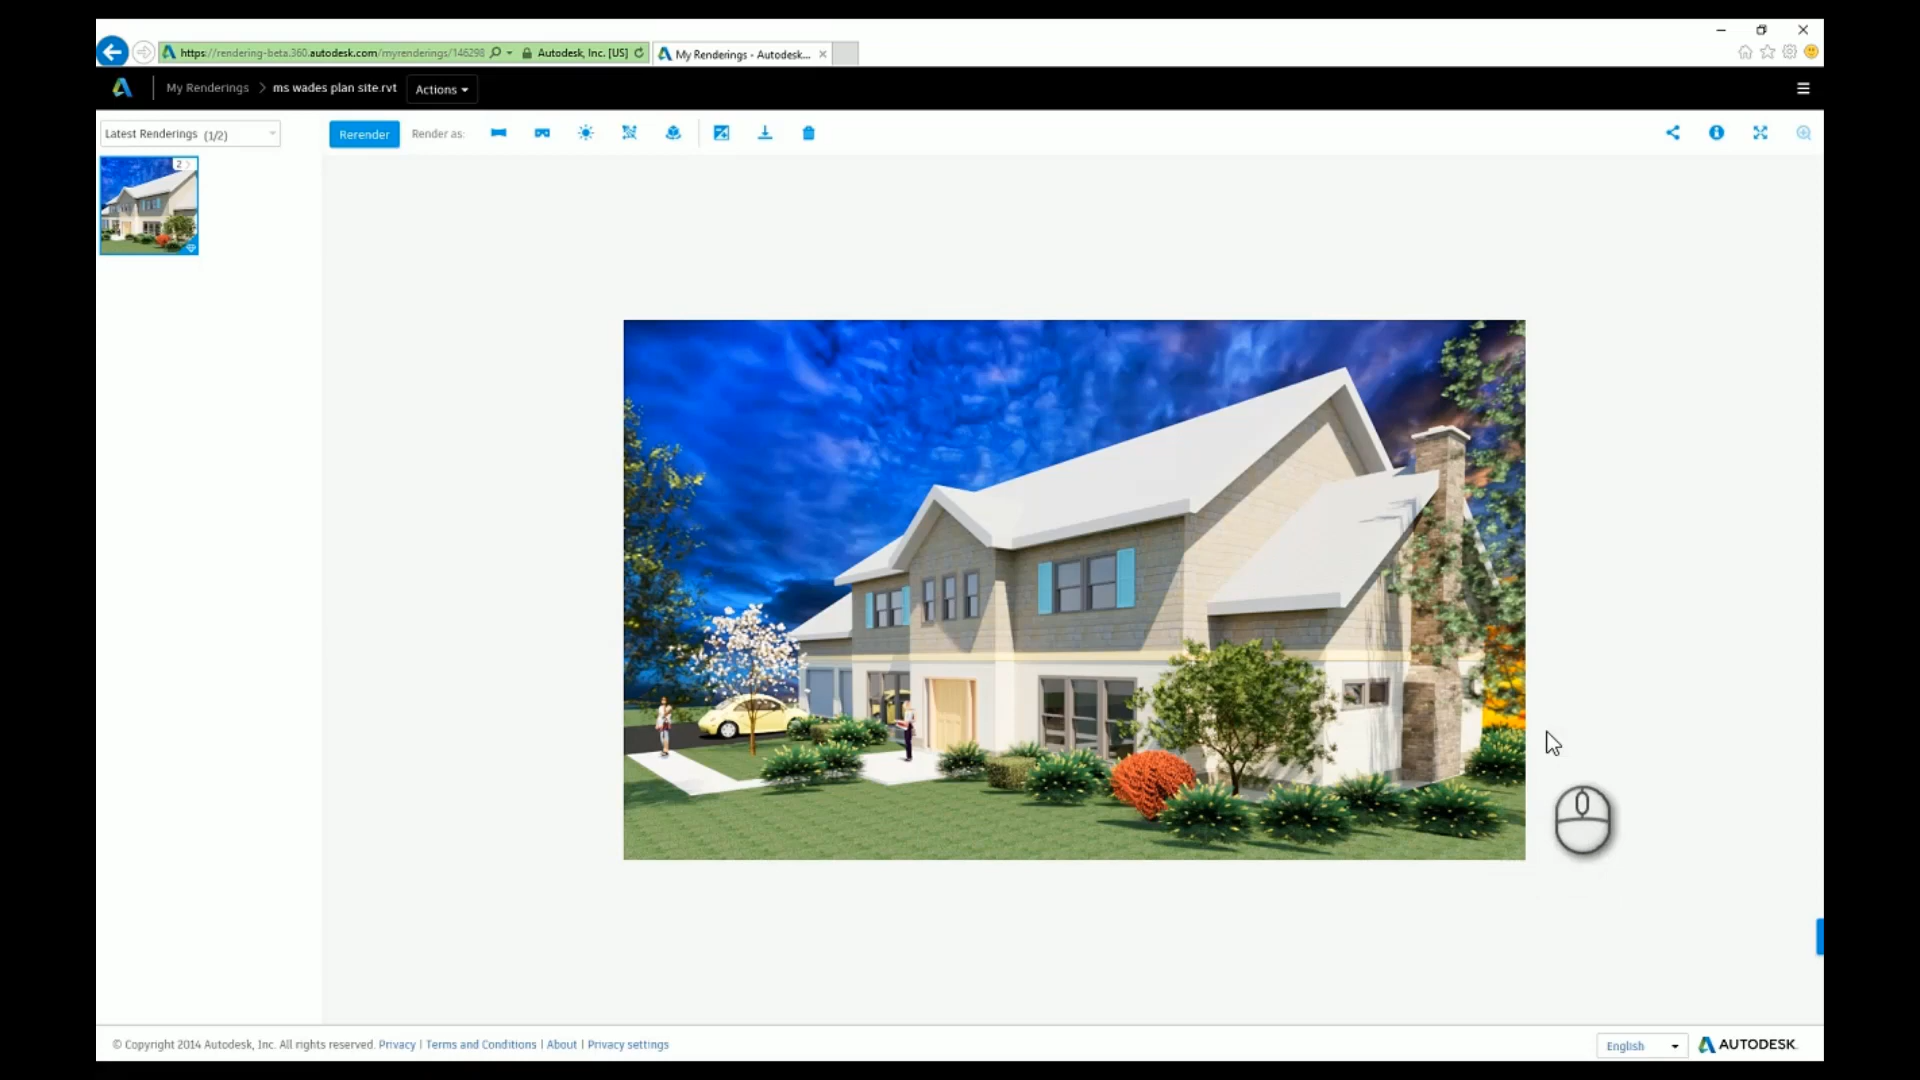 https://rendering-beta.360.autodesk.com/myrenderings/146298
Autodesk, Inc. [US]
My Renderings - Autodesk...
My Renderings
ms wades plan site.rvt
Actions
Latest Renderings (1/2)
Rerender
Render as:
2
© Copyright 2014 Autodesk, Inc. All rights reserved. Privacy | Terms and Conditions | About | Privacy settings
English
AUTODESK